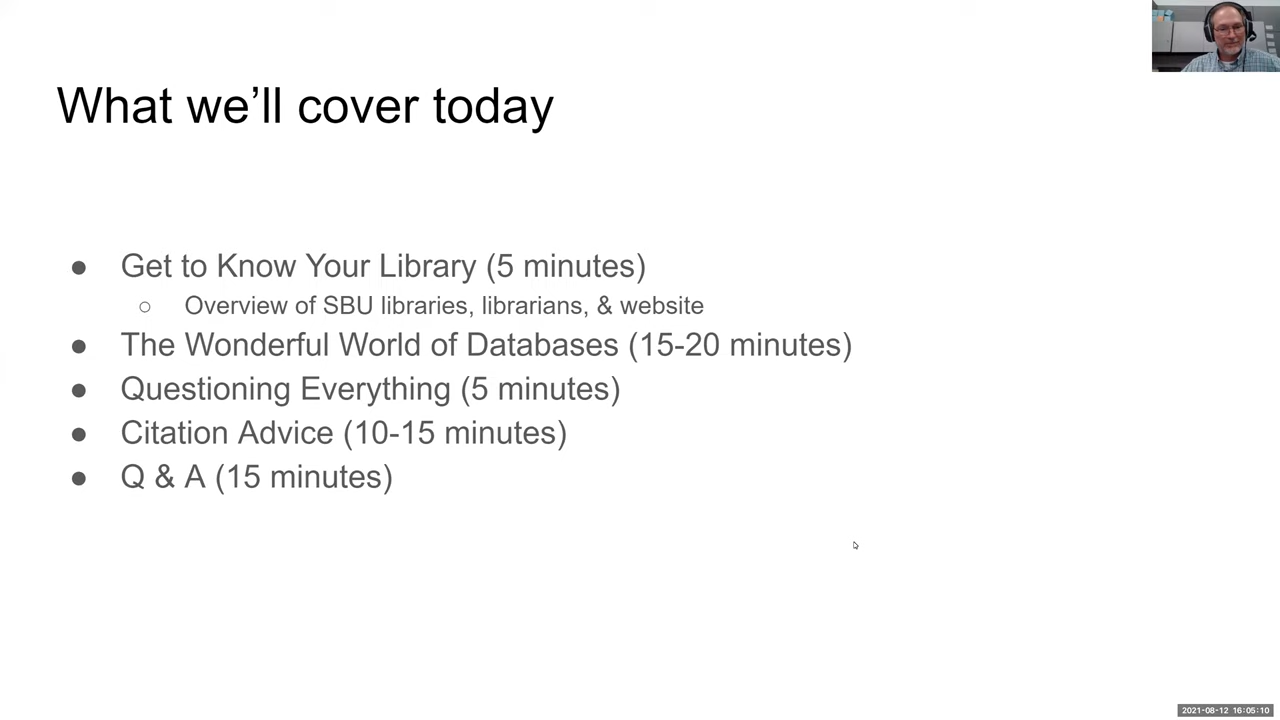 What we’ll cover today
● Get to Know Your Library (5 minutes)
○ Overview of SBU libraries, librarians, & website
● The Wonderful World of Databases (15-20 minutes)
● Questioning Everything (5 minutes)
● Citation Advice (10-15 minutes)
● Q & A (15 minutes)
2021-08-12 16:05:10